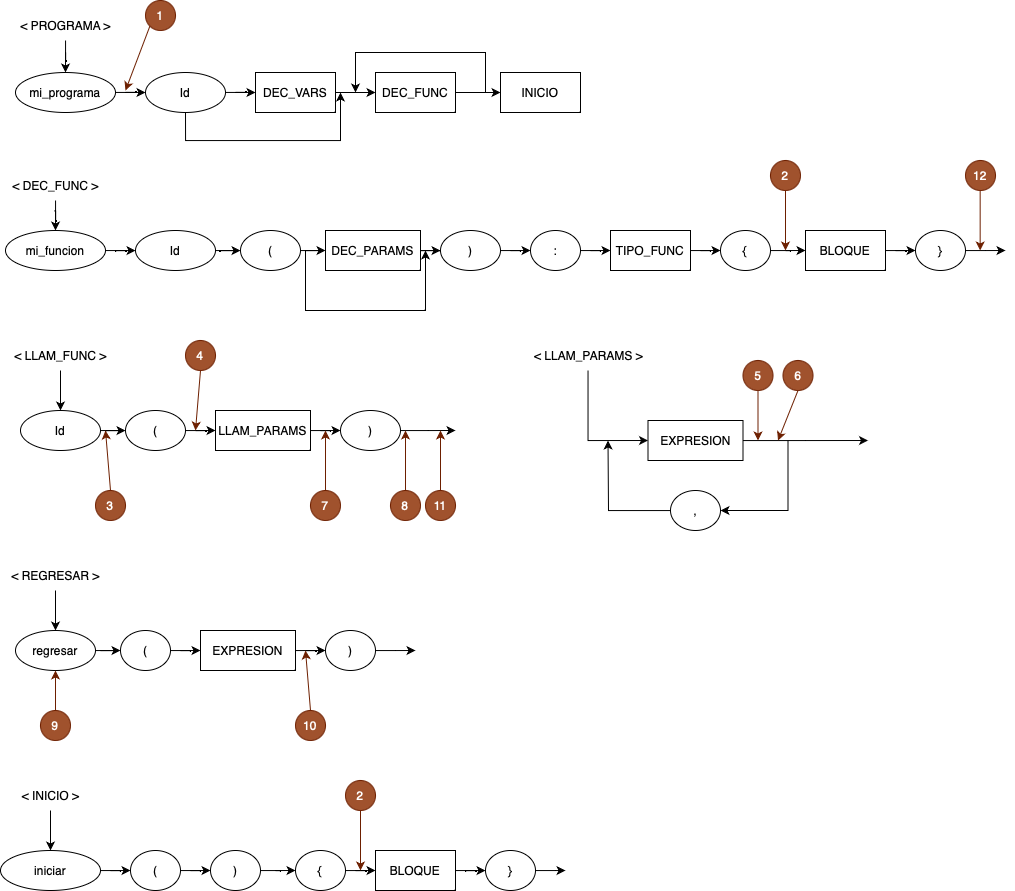 < PROGRAMA >
1
mi_programa
Id
DEC_VARS
DEC_FUNC
INICIO
< DEC_FUNC >
2
12
mi_funcion
Id
(
DEC_PARAMS
)
:
TIPO_FUNC
{
BLOQUE
}
< LLAM_FUNC >
4
Id
(
LLAM_PARAMS
)
3
7
8
11
< LLAM_PARAMS >
5
6
EXPRESION
,
< REGRESAR >
regresar
(
EXPRESION
)
9
10
< INICIO >
2
iniciar
(
)
{
BLOQUE
}